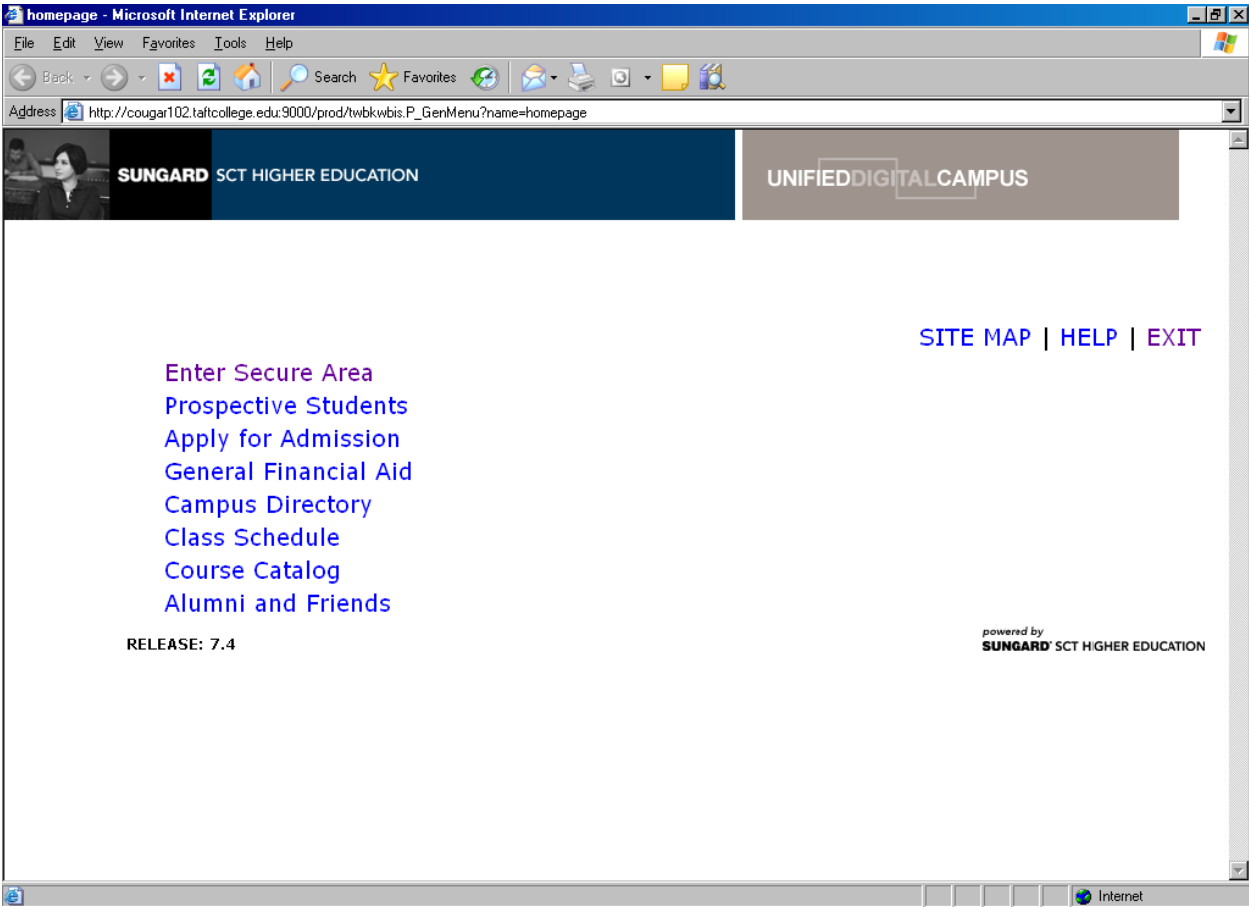 homepage - Microsoft Internet Explorer
File Edit View Favorites Tools Help
Back Search Favorites
Address http://cougar102.taftcollege.edu:9000/prod/twbkwbis.P_GenMenu?name=homepage
SUNGARD SCT HIGHER EDUCATION UNIFIEDDIGITALCAMPUS
SITE MAP | HELP | EXIT
Enter Secure Area
Prospective Students
Apply for Admission
General Financial Aid
Campus Directory
Class Schedule
Course Catalog
Alumni and Friends
RELEASE: 7.4
powered by
SUNGARD® SCT HIGHER EDUCATION
Internet